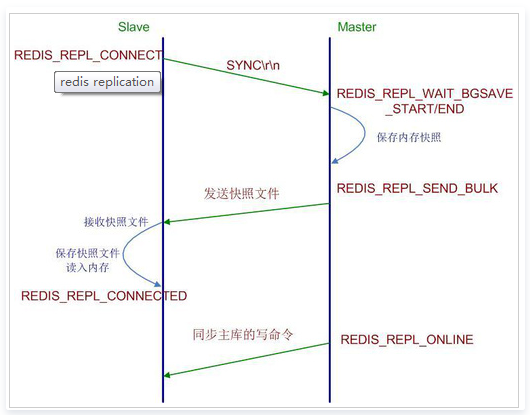 Slave
Master
REDIS_REPL_CONNECT
SYNC\r\n
redis replication
REDIS_REPL_WAIT_BGSAVE
_START/END
保存内存快照
REDIS_REPL_SEND_BULK
发送快照文件
接收快照文件
保存快照文件
读入内存
REDIS_REPL_CONNECTED
同步主库的写命令
REDIS_REPL_ONLINE